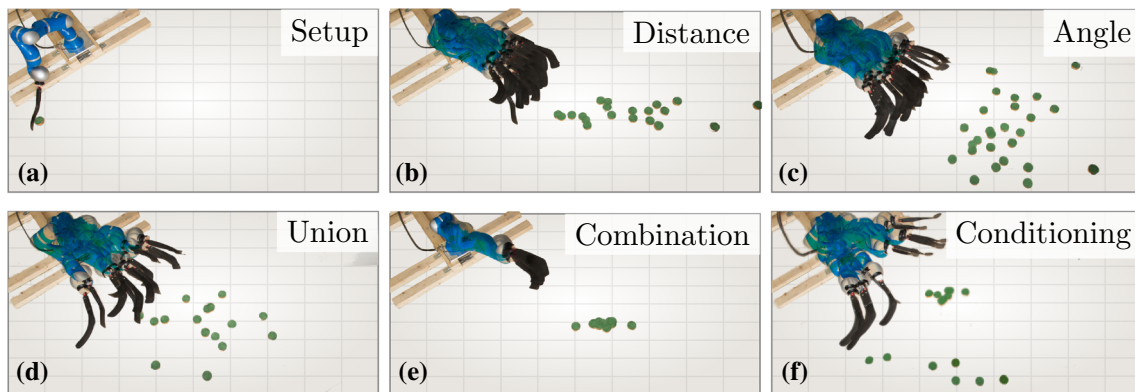 Setup
(a)
Distance
(b)
Angle
(c)
Union
(d)
Combination
(e)
Conditioning
(f)